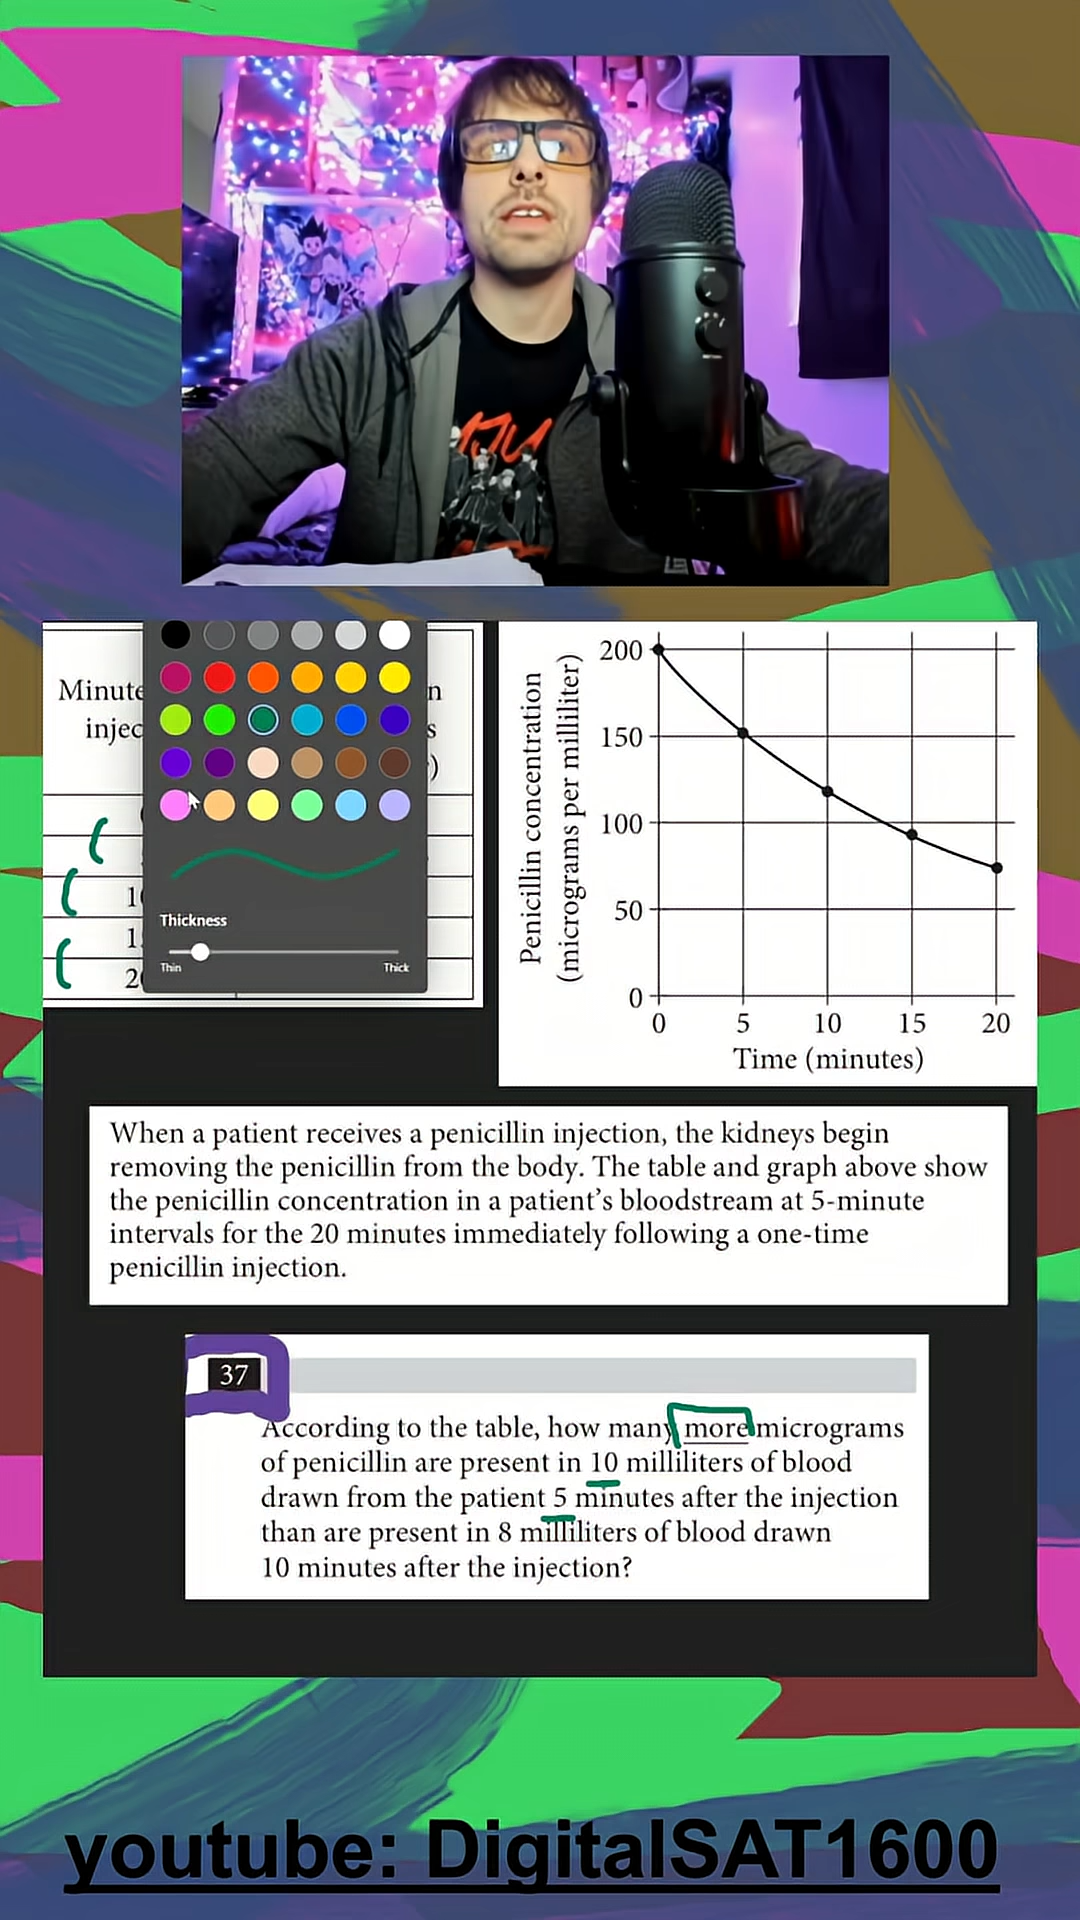 Minute
injec
n
s
)
1
1
2
Thickness
Thin
Thick
Penicillin concentration
(micrograms per milliliter)
200
150
100
50
0
0 5 10 15 20
Time (minutes)
When a patient receives a penicillin injection, the kidneys begin
removing the penicillin from the body. The table and graph above show
the penicillin concentration in a patient’s bloodstream at 5-minute
intervals for the 20 minutes immediately following a one-time
penicillin injection.
37
According to the table, how many more micrograms
of penicillin are present in 10 milliliters of blood
drawn from the patient 5 minutes after the injection
than are present in 8 milliliters of blood drawn
10 minutes after the injection?
youtube: DigitalSAT1600